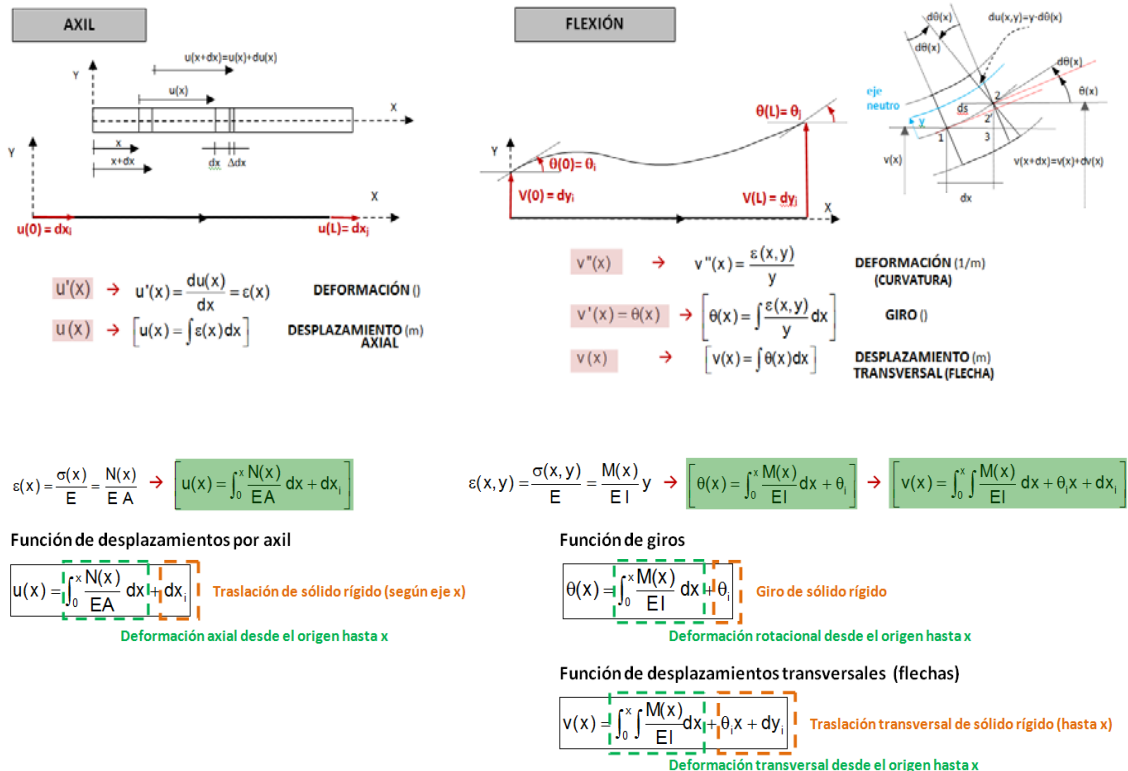 AXIL
u(x+dx)=u(x)+du(x)
Y
u(x)
X
x
x+dx
dx
Δdx
Y
X
u(0) = dxᵢ
u(L)= dxⱼ
u'(x) → u'(x) = du(x)/dx = ε(x) DEFORMACIÓN ()
u(x) → [u(x) = ∫ε(x)dx] DESPLAZAMIENTO (m)
AXIAL
FLEXIÓN
Y
θ(0)= θᵢ
V(0) = dyᵢ
θ(L)= θⱼ
V(L)= dyⱼ
X
dθ(x)
dθ(x)
du(x,y)=y·dθ(x)
dθ(x)
θ(x)
eje
neutro
y
ds
2
2'
1
3
v(x)
v(x+dx)=v(x)+dv(x)
dx
v"(x) → v"(x) = ε(x,y)/y DEFORMACIÓN (1/m)
(CURVATURA)
v'(x) = θ(x) → [θ(x) = ∫ε(x,y)/y dx] GIRO ()
v(x) → [v(x) = ∫θ(x)dx] DESPLAZAMIENTO (m)
TRANSVERSAL (FLECHA)
ε(x) = σ(x)/E = N(x)/E A → [u(x) = ∫₀ˣ N(x)/EA dx + dxᵢ]
ε(x,y) = σ(x,y)/E = M(x)/E I y → [θ(x) = ∫₀ˣ M(x)/EI dx + θᵢ] → [v(x) = ∫₀ˣ∫ M(x)/EI dx + θᵢx + dxᵢ]
Función de desplazamientos por axil
u(x) = ∫₀ˣ N(x)/EA dx + dxᵢ
Traslación de sólido rígido (según eje x)
Deformación axial desde el origen hasta x
Función de giros
θ(x) = ∫₀ˣ M(x)/EI dx + θᵢ
Giro de sólido rígido
Deformación rotacional desde el origen hasta x
Función de desplazamientos transversales (flechas)
v(x) = ∫₀ˣ∫ M(x)/EI dx + θᵢx + dyᵢ
Traslación transversal de sólido rígido (hasta x)
Deformación transversal desde el origen hasta x